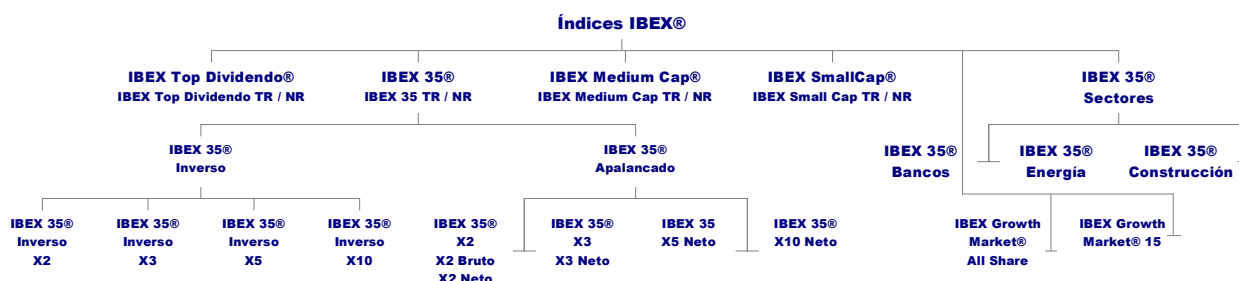 Índices IBEX®
IBEX Top Dividendo®
IBEX Top Dividendo TR / NR
IBEX 35®
IBEX 35 TR / NR
IBEX Medium Cap®
IBEX Medium Cap TR / NR
IBEX SmallCap®
IBEX Small Cap TR / NR
IBEX 35®
Sectores
IBEX 35®
Inverso
IBEX 35®
Apalancado
IBEX 35®
Bancos
IBEX 35®
Energía
IBEX 35®
Construcción
IBEX 35®
Inverso
X2
IBEX 35®
Inverso
X3
IBEX 35®
Inverso
X5
IBEX 35®
Inverso
X10
IBEX 35®
X2
X2 Bruto
X2 Neto
IBEX 35®
X3
X3 Neto
IBEX 35
X5 Neto
IBEX 35®
X10 Neto
IBEX Growth
Market®
All Share
IBEX Growth
Market® 15